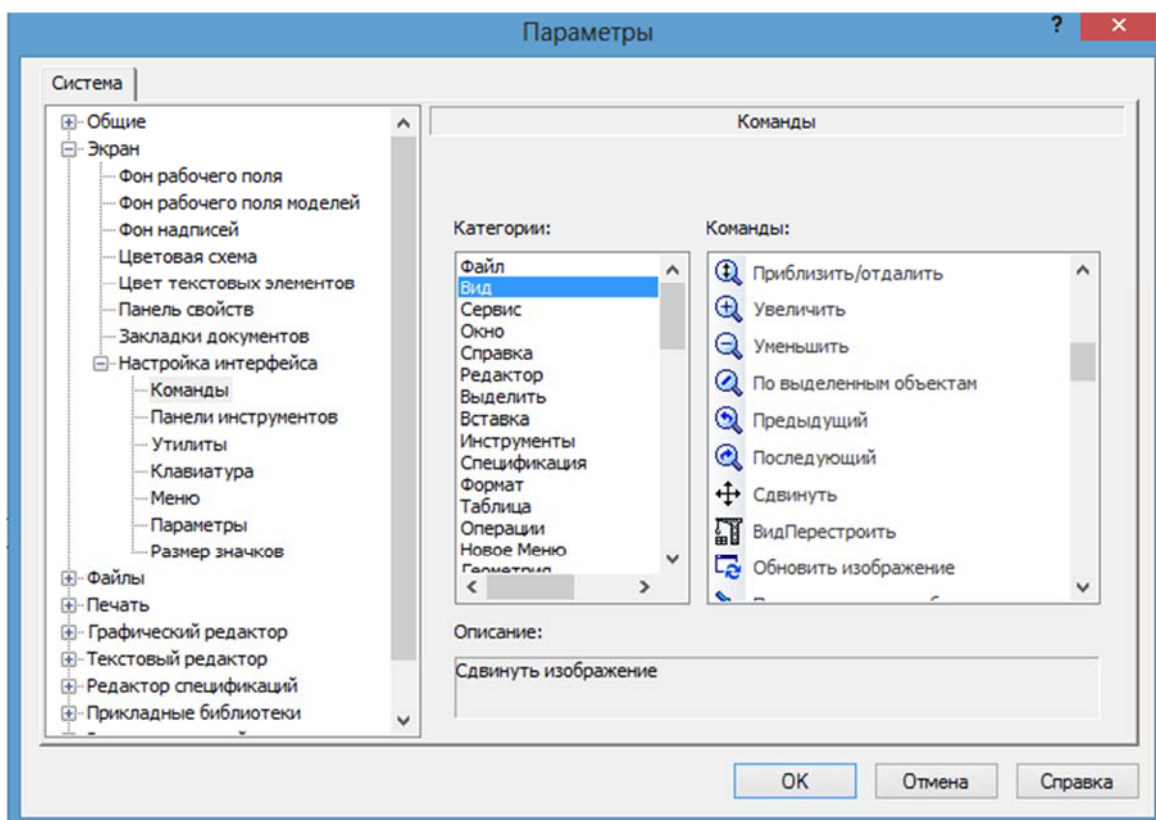 Параметры
?
Система
Общие
Экран
Фон рабочего поля
Фон рабочего поля моделей
Фон надписей
Цветовая схема
Цвет текстовых элементов
Панель свойств
Закладки документов
Настройка интерфейса
Команды
Панели инструментов
Утилиты
Клавиатура
Меню
Параметры
Размер значков
Файлы
Печать
Графический редактор
Текстовый редактор
Редактор спецификаций
Прикладные библиотеки
Команды
Категории:
Файл
Вид
Сервис
Окно
Справка
Редактор
Выделить
Вставка
Инструменты
Спецификация
Формат
Таблица
Операции
Новое Меню
Геометрия
Команды:
Приблизить/отдалить
Увеличить
Уменьшить
По выделенным объектам
Предыдущий
Последующий
Сдвинуть
ВидПерестроить
Обновить изображение
Описание:
Сдвинуть изображение
OK
Отмена
Справка